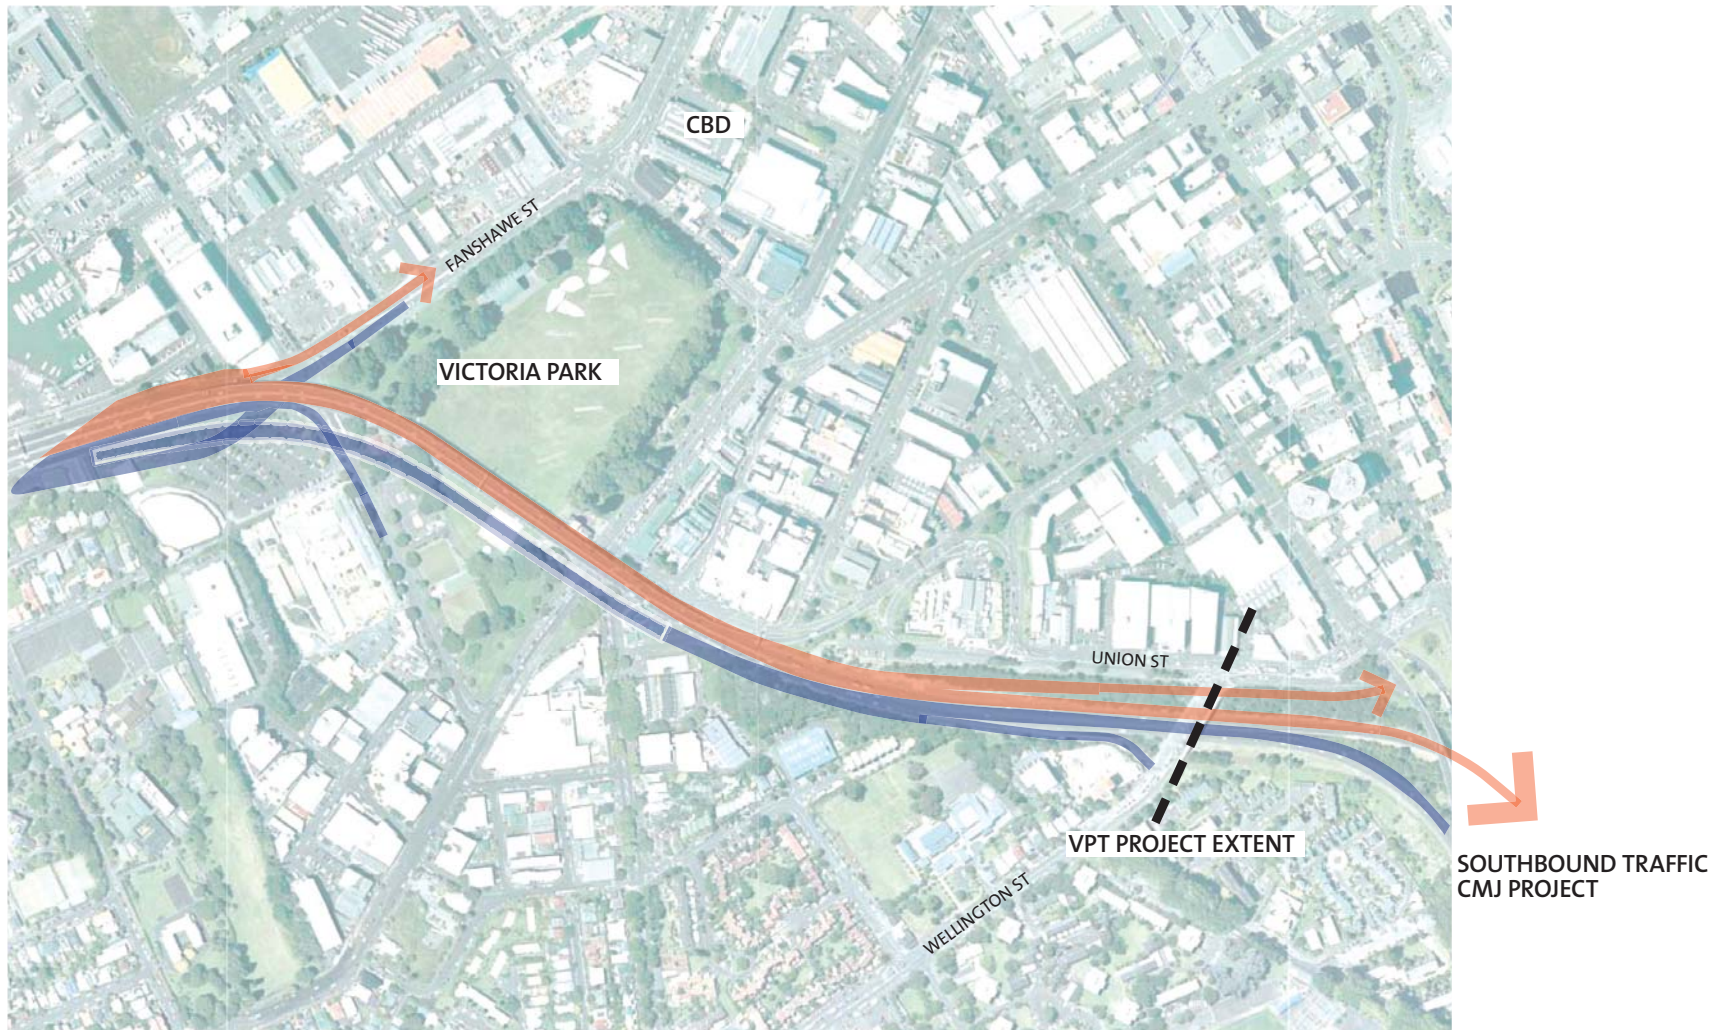 CBD
FANSHAWE ST
VICTORIA PARK
UNION ST
VPT PROJECT EXTENT
SOUTHBOUND TRAFFIC
CMJ PROJECT
WELLINGTON ST